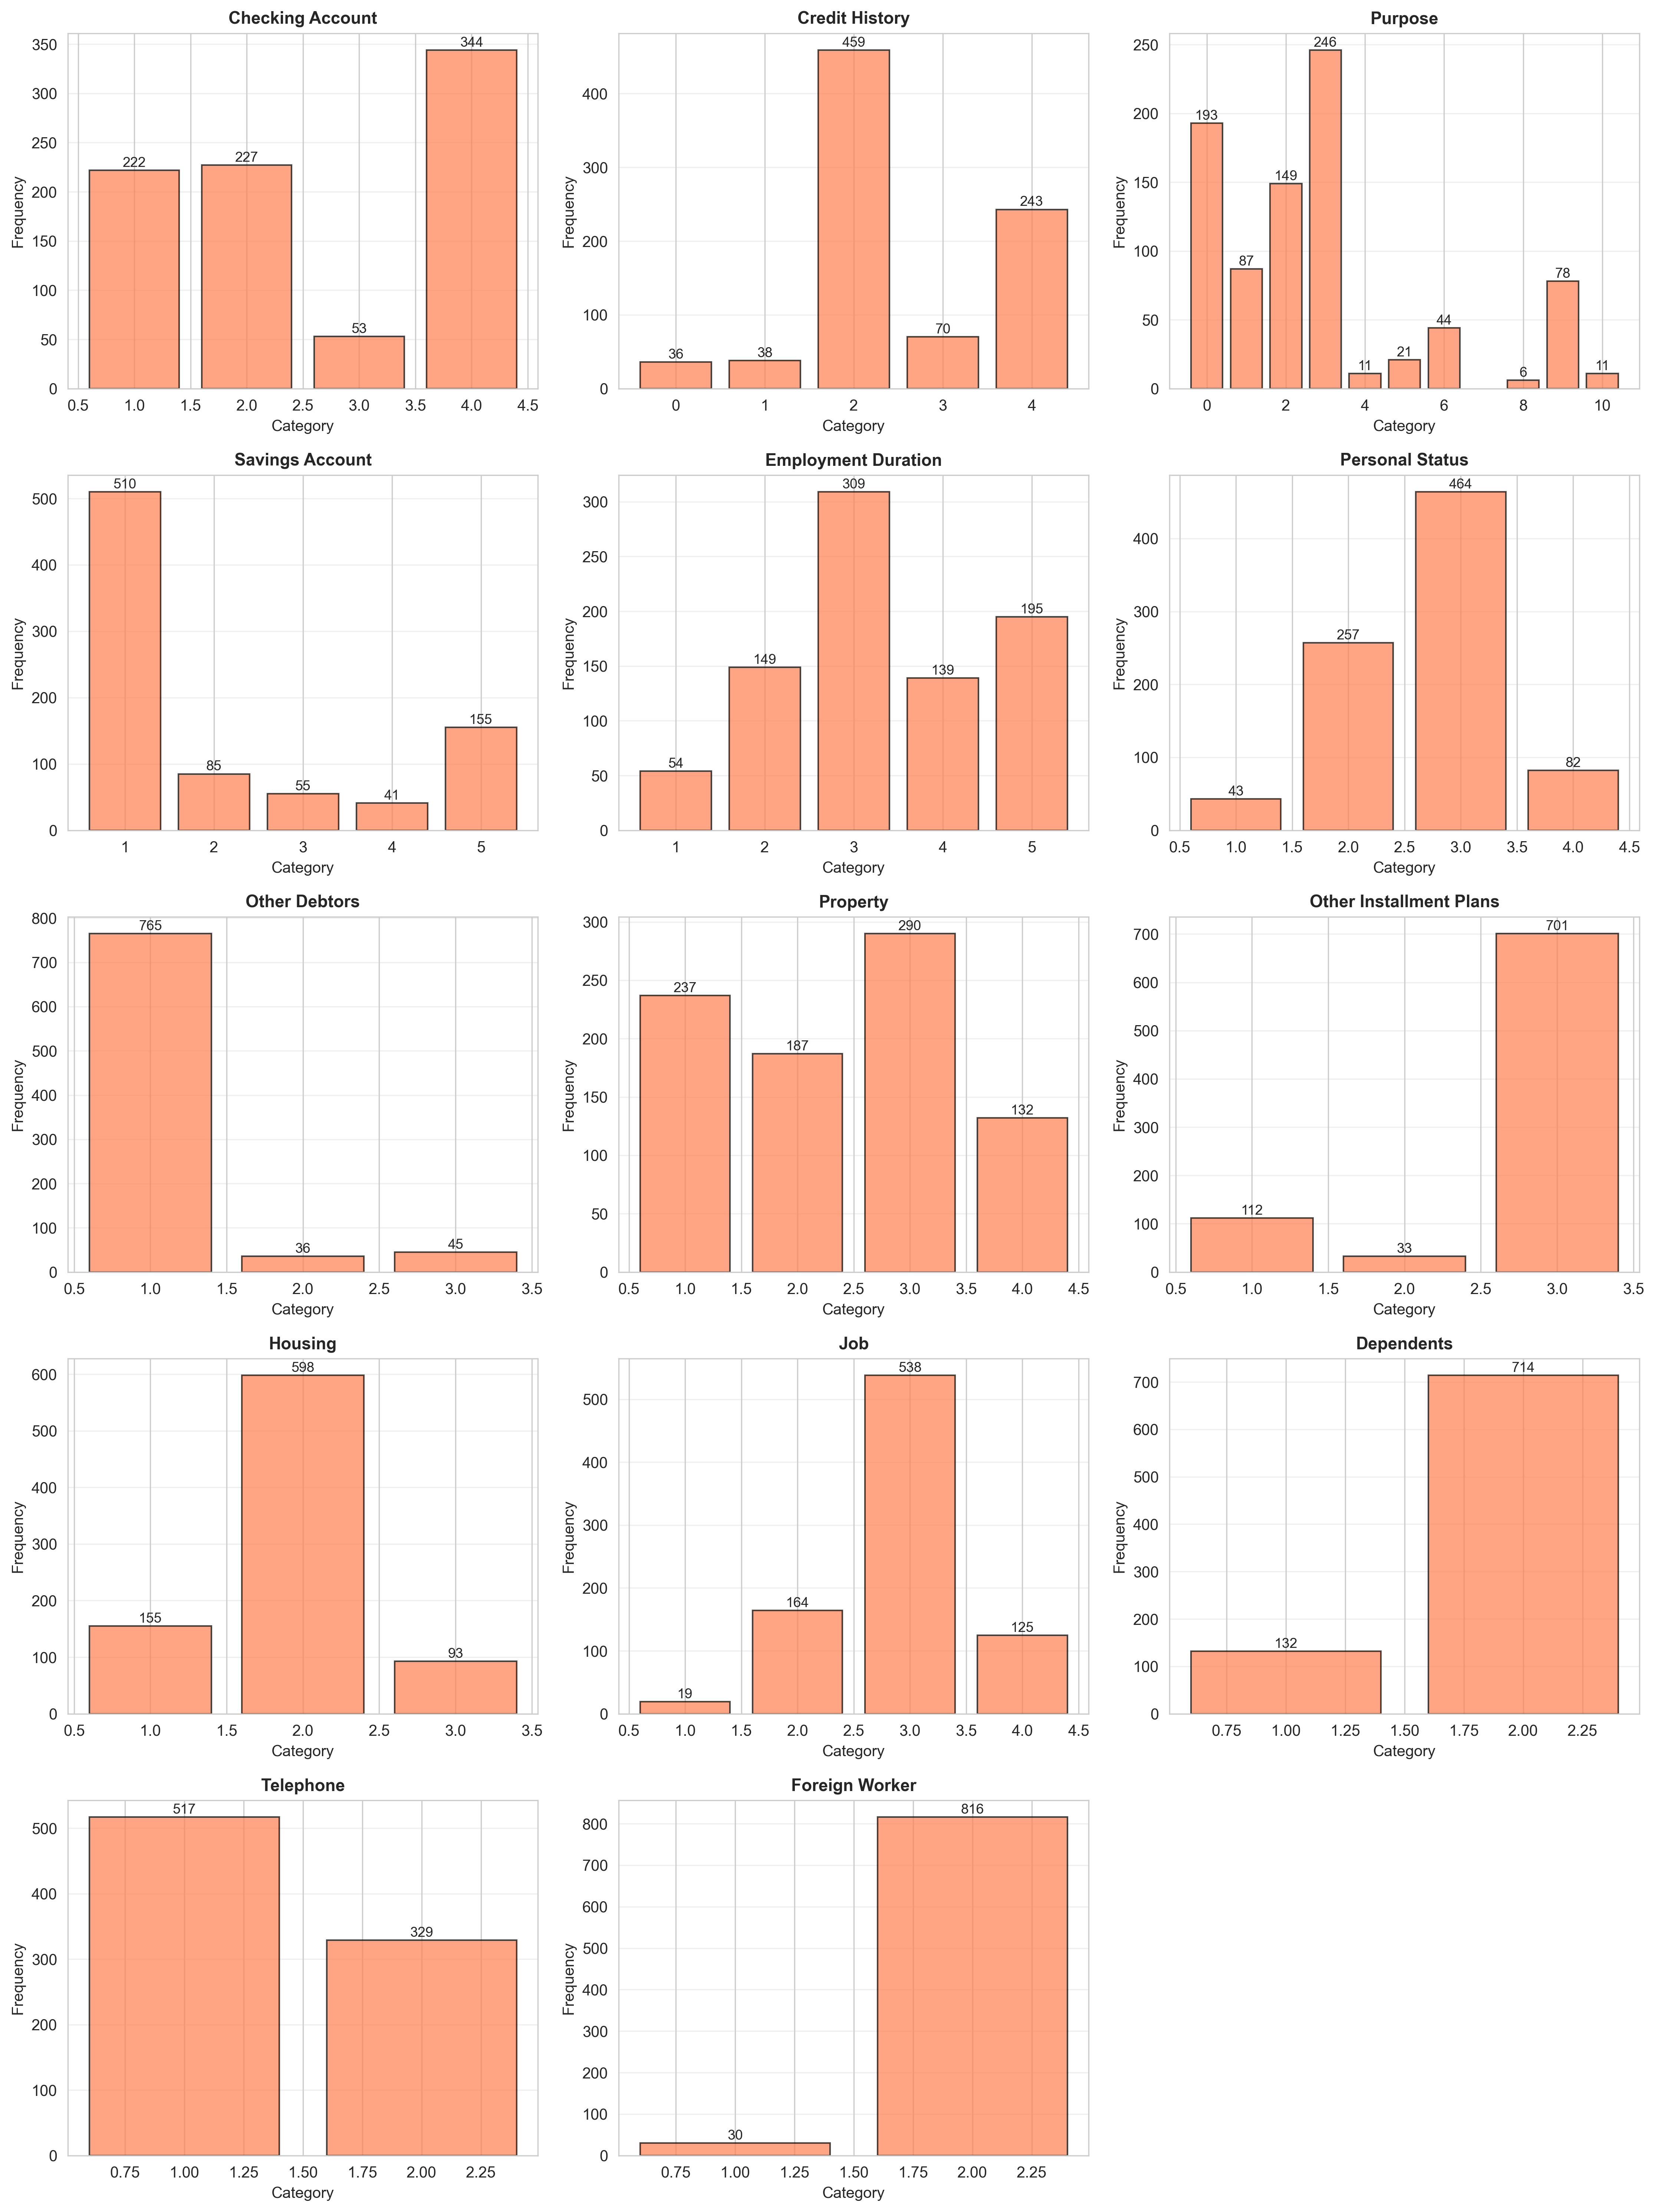 Checking Account
Frequency
350
300
250
200
150
100
50
0
222
227
53
344
0.5 1.0 1.5 2.0 2.5 3.0 3.5 4.0 4.5
Category
Credit History
Frequency
400
300
200
100
0
36
38
459
70
243
0 1 2 3 4
Category
Purpose
Frequency
250
200
150
100
50
0
193
87
149
246
11
21
44
6
78
11
0 2 4 6 8 10
Category
Savings Account
Frequency
500
400
300
200
100
0
510
85
55
41
155
1 2 3 4 5
Category
Employment Duration
Frequency
300
250
200
150
100
50
0
54
149
309
139
195
1 2 3 4 5
Category
Personal Status
Frequency
400
300
200
100
0
43
257
464
82
0.5 1.0 1.5 2.0 2.5 3.0 3.5 4.0 4.5
Category
Other Debtors
Frequency
800
700
600
500
400
300
200
100
0
765
36
45
0.5 1.0 1.5 2.0 2.5 3.0 3.5
Category
Property
Frequency
300
250
200
150
100
50
0
237
187
290
132
0.5 1.0 1.5 2.0 2.5 3.0 3.5 4.0 4.5
Category
Other Installment Plans
Frequency
700
600
500
400
300
200
100
0
112
33
701
0.5 1.0 1.5 2.0 2.5 3.0 3.5
Category
Housing
Frequency
600
500
400
300
200
100
0
155
598
93
0.5 1.0 1.5 2.0 2.5 3.0 3.5
Category
Job
Frequency
500
400
300
200
100
0
19
164
538
125
0.5 1.0 1.5 2.0 2.5 3.0 3.5 4.0 4.5
Category
Dependents
Frequency
700
600
500
400
300
200
100
0
132
714
0.75 1.00 1.25 1.50 1.75 2.00 2.25
Category
Telephone
Frequency
500
400
300
200
100
0
517
329
0.75 1.00 1.25 1.50 1.75 2.00 2.25
Category
Foreign Worker
Frequency
800
700
600
500
400
300
200
100
0
30
816
0.75 1.00 1.25 1.50 1.75 2.00 2.25
Category